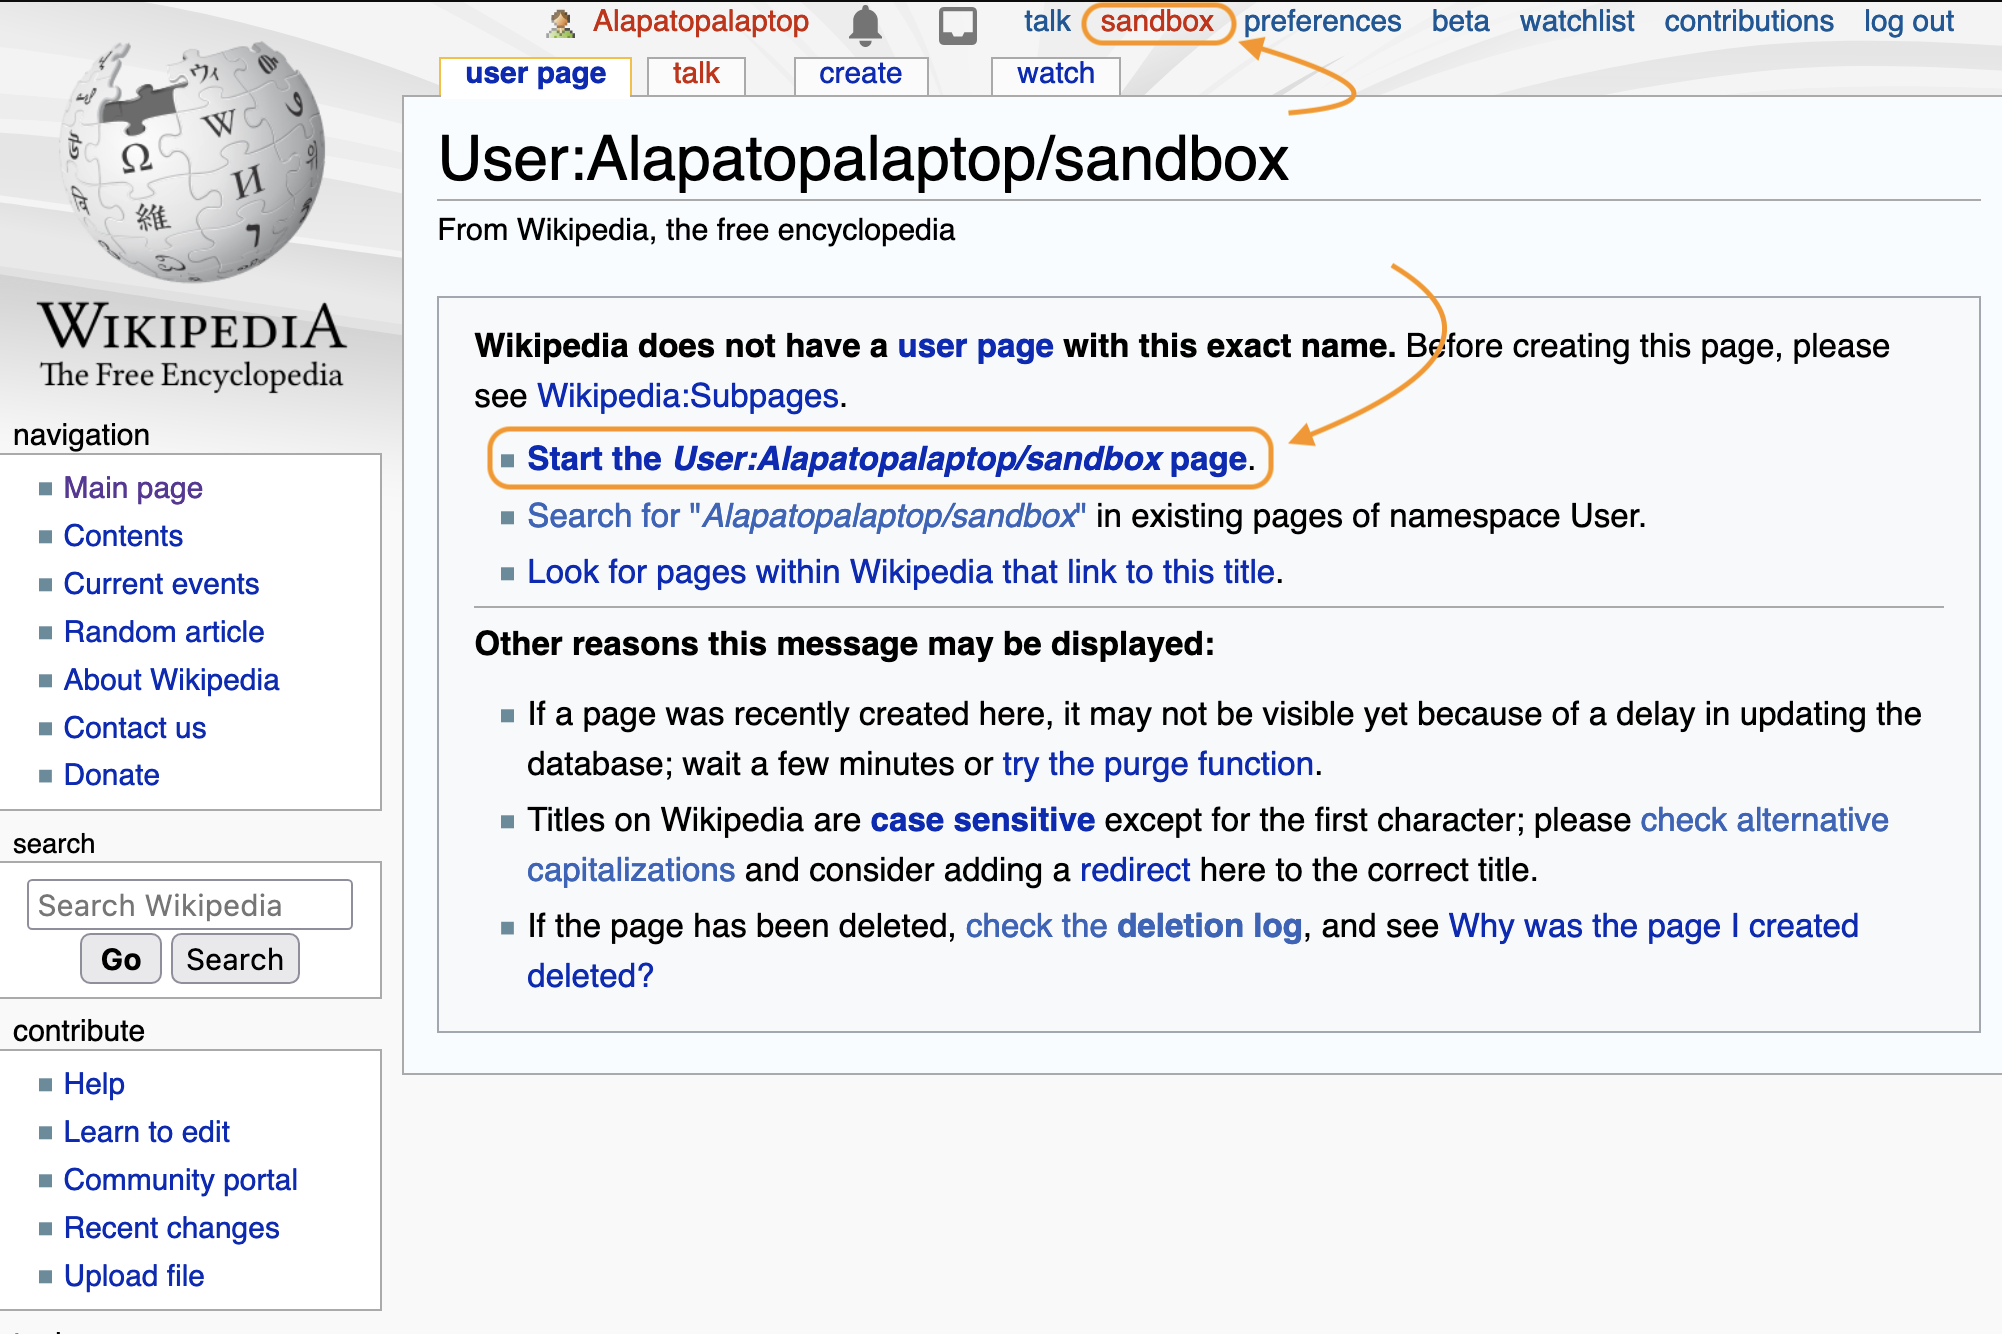 Alapatopalaptop talk sandbox preferences beta watchlist contributions log out
user page talk create watch
User:Alapatopalaptop/sandbox
From Wikipedia, the free encyclopedia
Wikipedia does not have a user page with this exact name. Before creating this page, please
see Wikipedia:Subpages.
Start the User:Alapatopalaptop/sandbox page.
Search for "Alapatopalaptop/sandbox" in existing pages of namespace User.
Look for pages within Wikipedia that link to this title.
Other reasons this message may be displayed:
If a page was recently created here, it may not be visible yet because of a delay in updating the
database; wait a few minutes or try the purge function.
Titles on Wikipedia are case sensitive except for the first character; please check alternative
capitalizations and consider adding a redirect here to the correct title.
If the page has been deleted, check the deletion log, and see Why was the page I created
deleted?
Ω
W
И
維
WIKIPEDIA
The Free Encyclopedia
navigation
Main page
Contents
Current events
Random article
About Wikipedia
Contact us
Donate
search
Search Wikipedia
Go Search
contribute
Help
Learn to edit
Community portal
Recent changes
Upload file